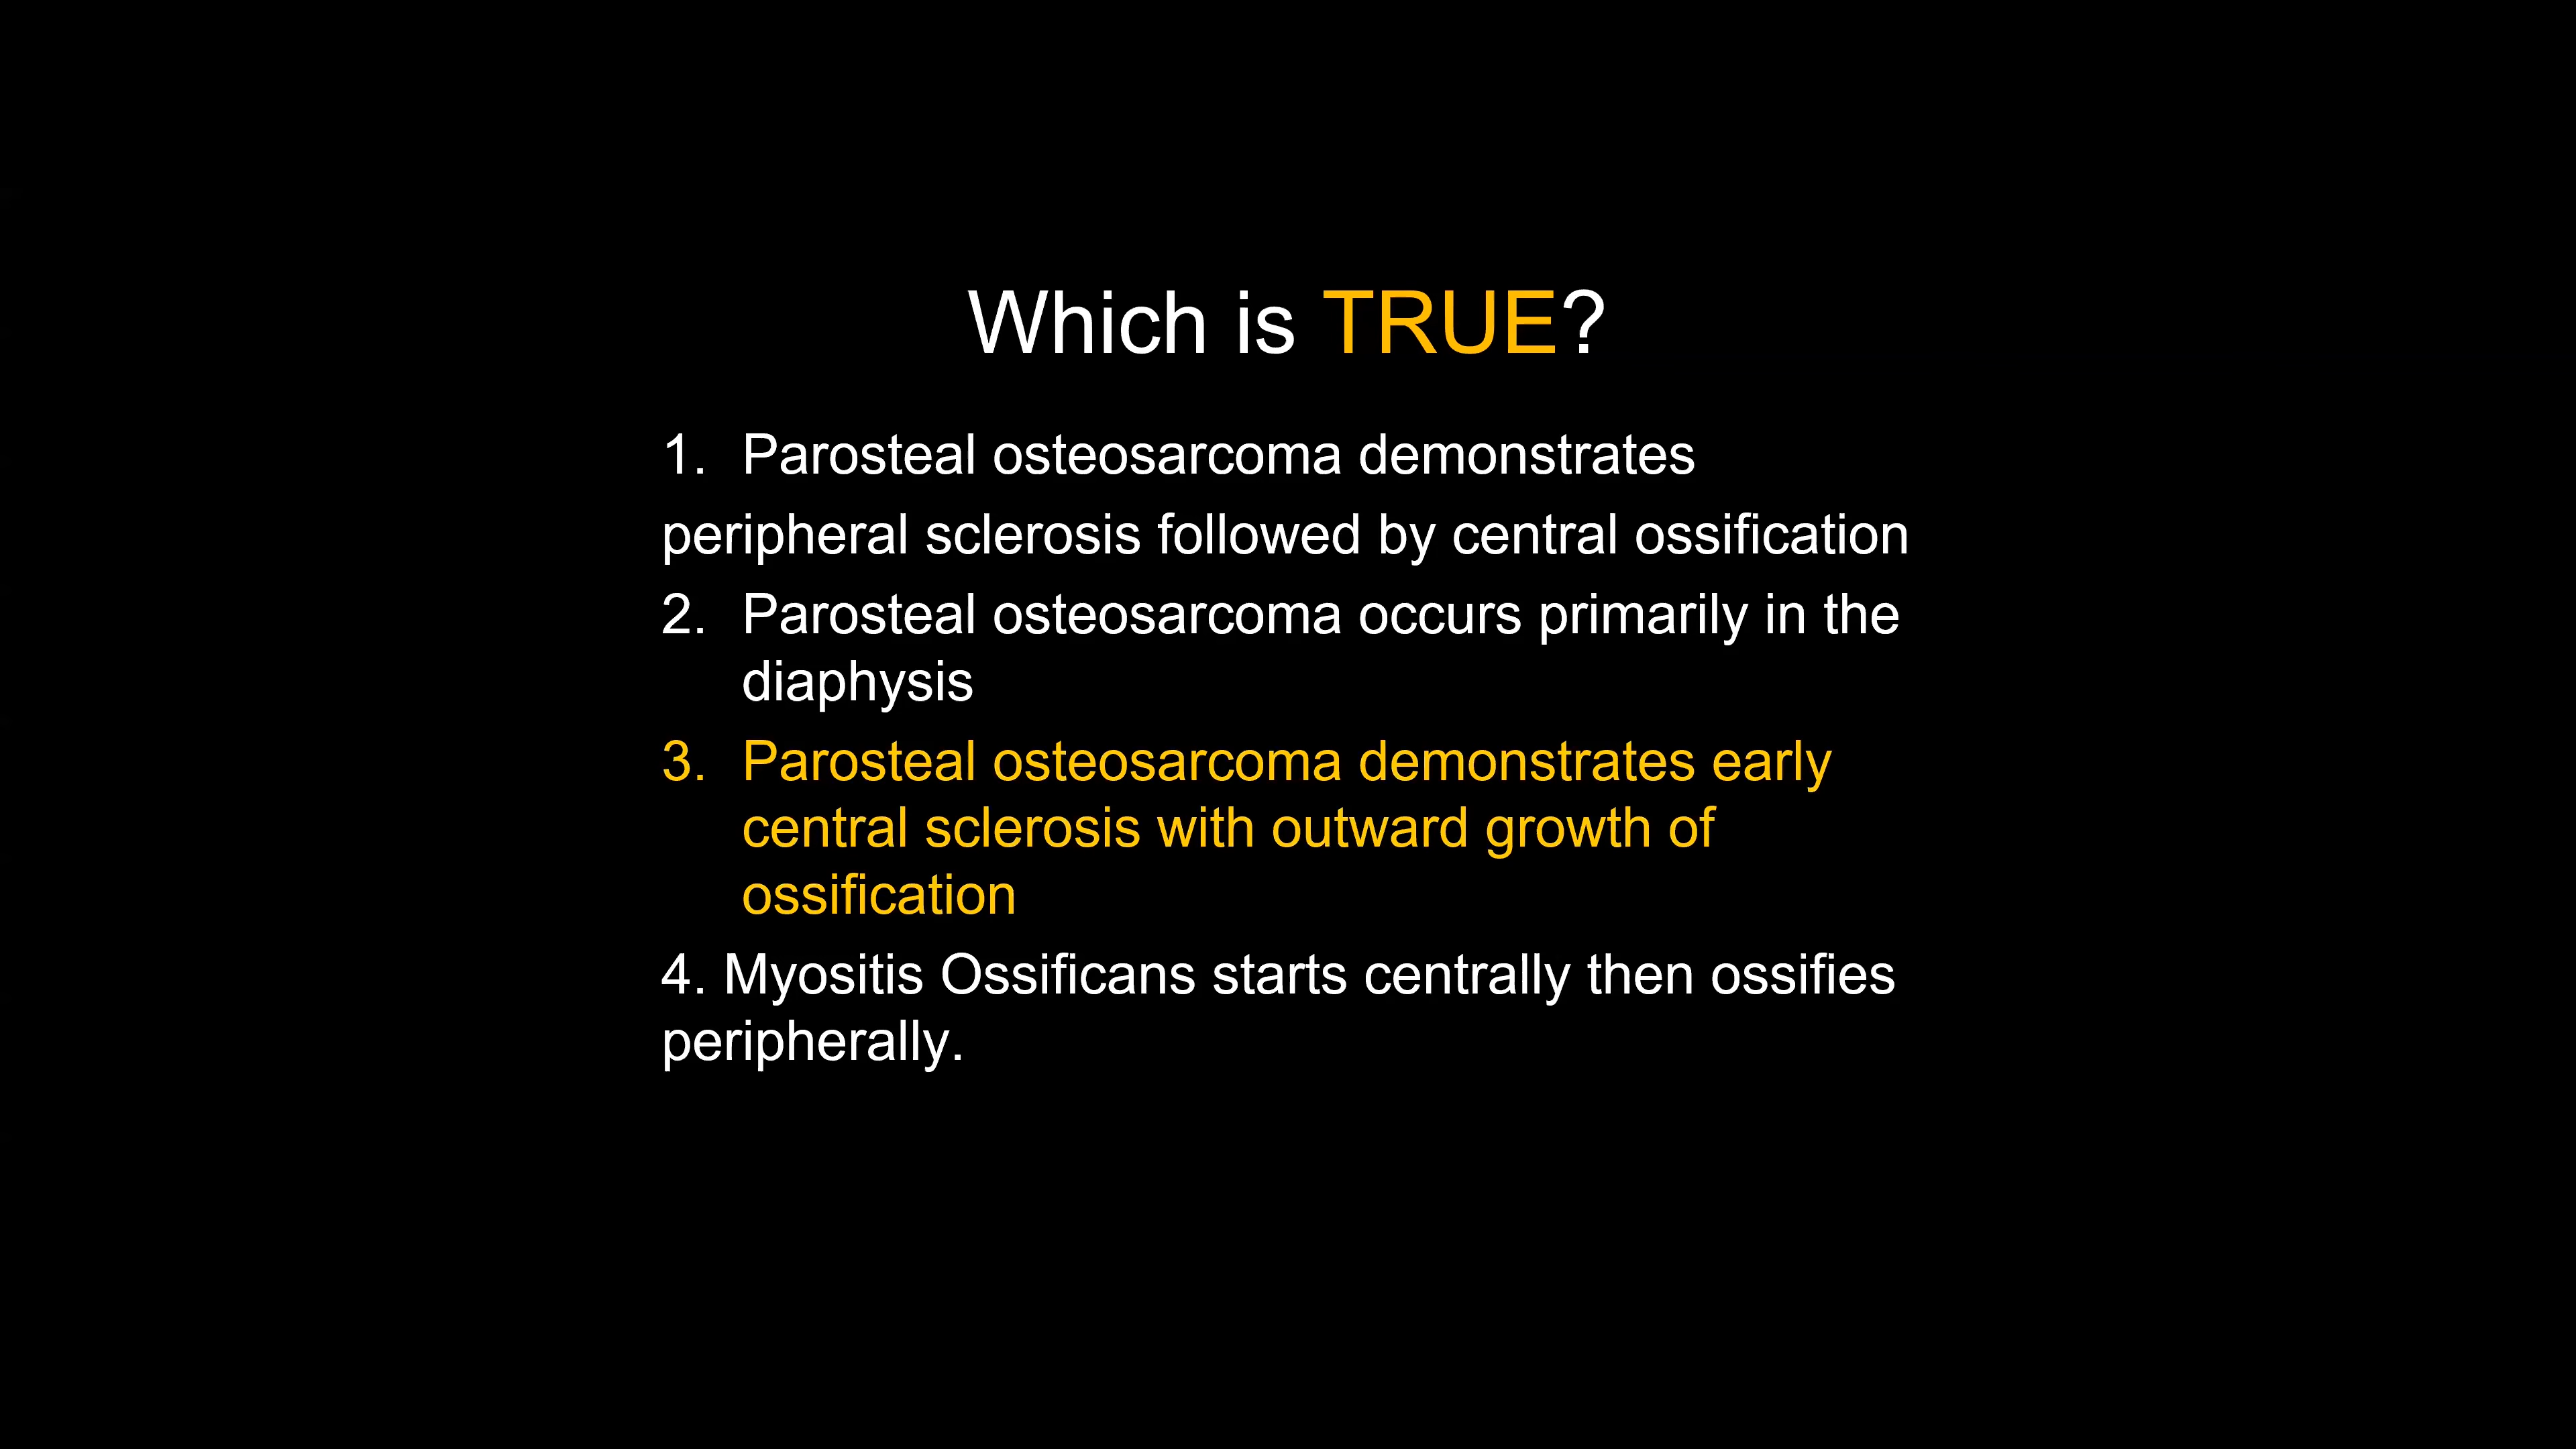 Which is TRUE?
1. Parosteal osteosarcoma demonstrates
peripheral sclerosis followed by central ossification
2. Parosteal osteosarcoma occurs primarily in the
diaphysis
3. Parosteal osteosarcoma demonstrates early
central sclerosis with outward growth of
ossification
4. Myositis Ossificans starts centrally then ossifies
peripherally.